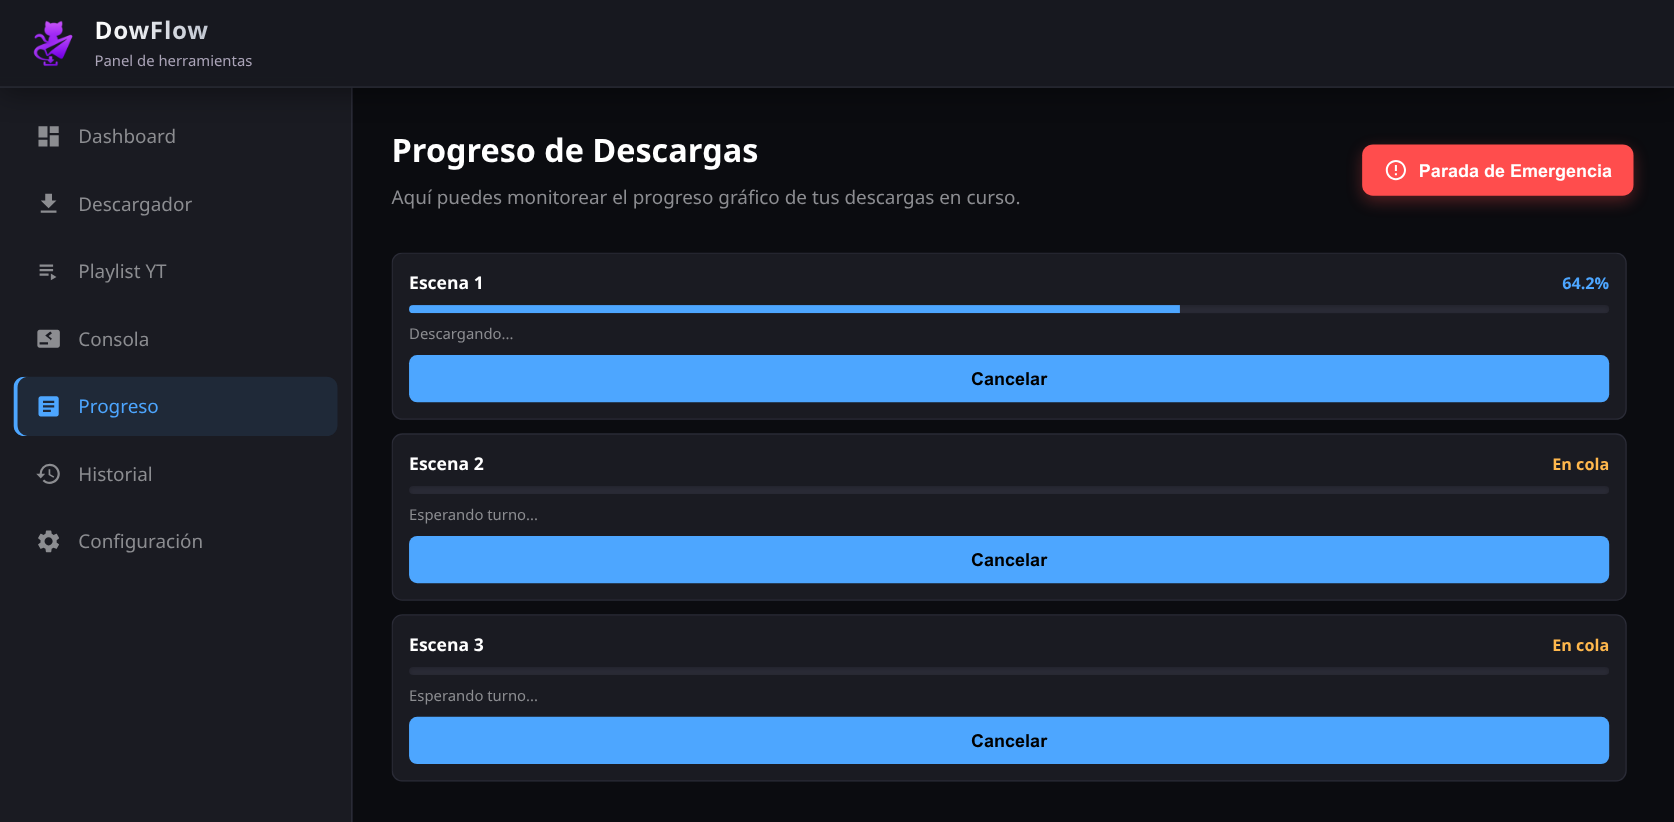 DowFlow
Panel de herramientas
Dashboard
Descargador
Playlist YT
Consola
Progreso
Historial
Configuración
Progreso de Descargas
Aquí puedes monitorear el progreso gráfico de tus descargas en curso.
Parada de Emergencia
Escena 1
64.2%
Descargando...
Cancelar
Escena 2
En cola
Esperando turno...
Cancelar
Escena 3
En cola
Esperando turno...
Cancelar